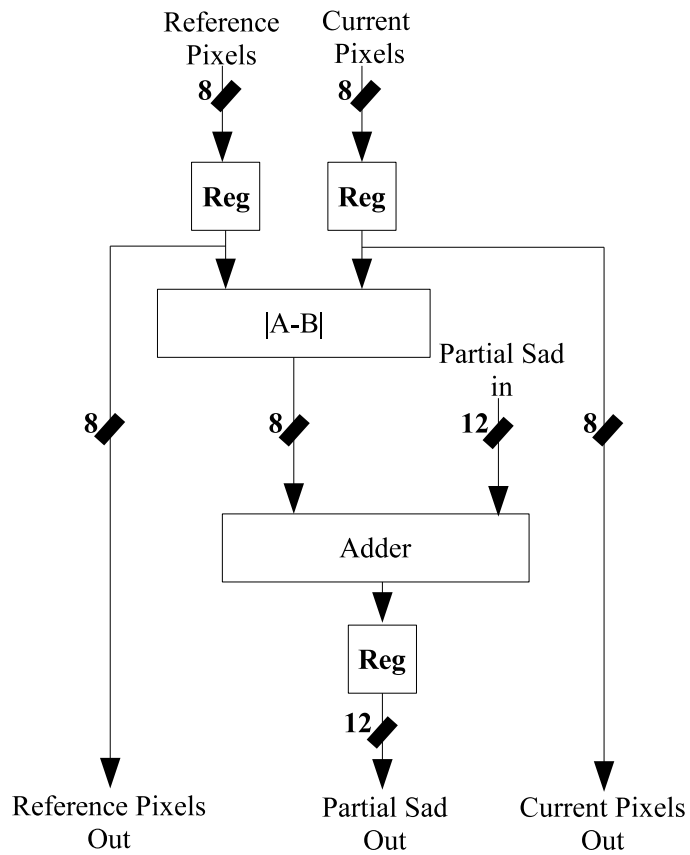 Reference
Pixels
Current
Pixels
8
8
Reg
Reg
|A-B|
Partial Sad
in
8
8
12
8
Adder
Reg
12
Reference Pixels
Out
Partial Sad
Out
Current Pixels
Out